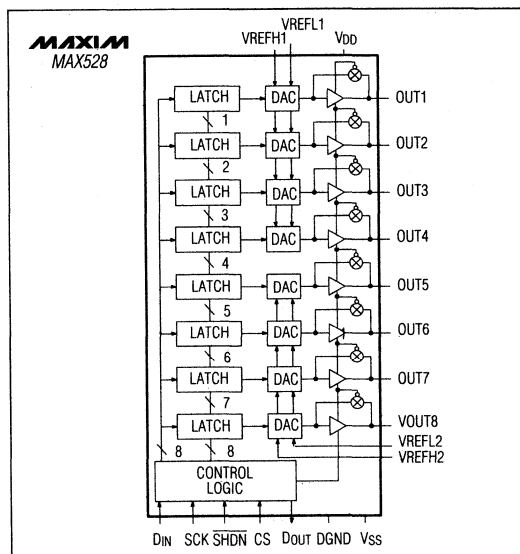 MAXIM
MAX528
VREFL1
VREFH1
VDD
LATCH DAC OUT1
1
LATCH DAC OUT2
2
LATCH DAC OUT3
3
LATCH DAC OUT4
4
LATCH DAC OUT5
5
LATCH DAC OUT6
6
LATCH DAC OUT7
7
LATCH DAC VOUT8
VREFL2
8 8
VREFH2
CONTROL
LOGIC
DIN SCK SHDN CS DOUT DGND VSS